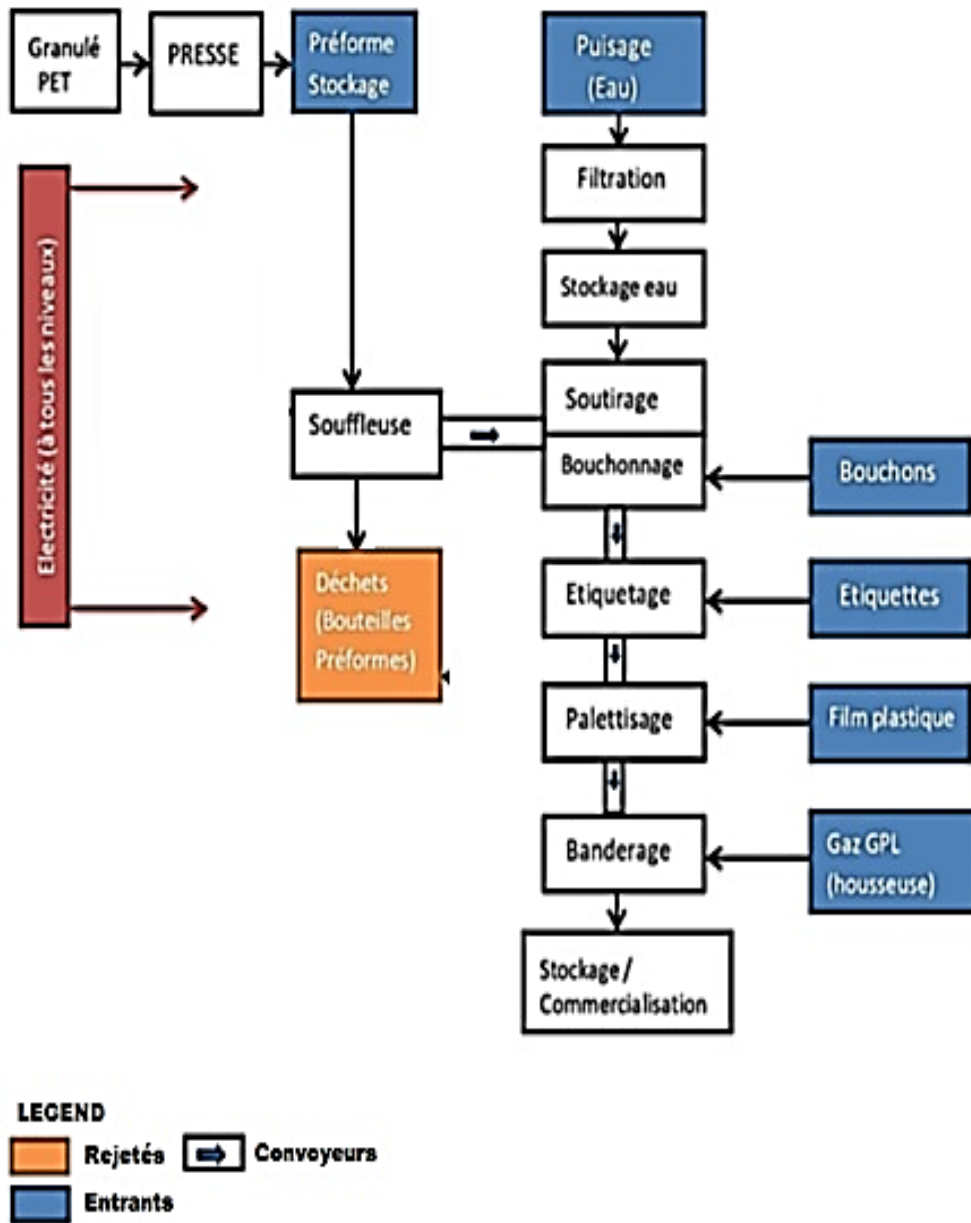 Granulé
PET
PRESSE
Préforme
Stockage
Puisage
(Eau)
Filtration
Stockage eau
Electricité (à tous les niveaux)
Souffleuse
Soutirage
Bouchonnage
Bouchons
Déchets
(Bouteilles
Préformes)
Etiquetage
Etiquettes
Palettisage
Film plastique
Banderage
Gaz GPL
(housseuse)
Stockage /
Commercialisation
LEGEND
Rejetés
Convoyeurs
Entrants